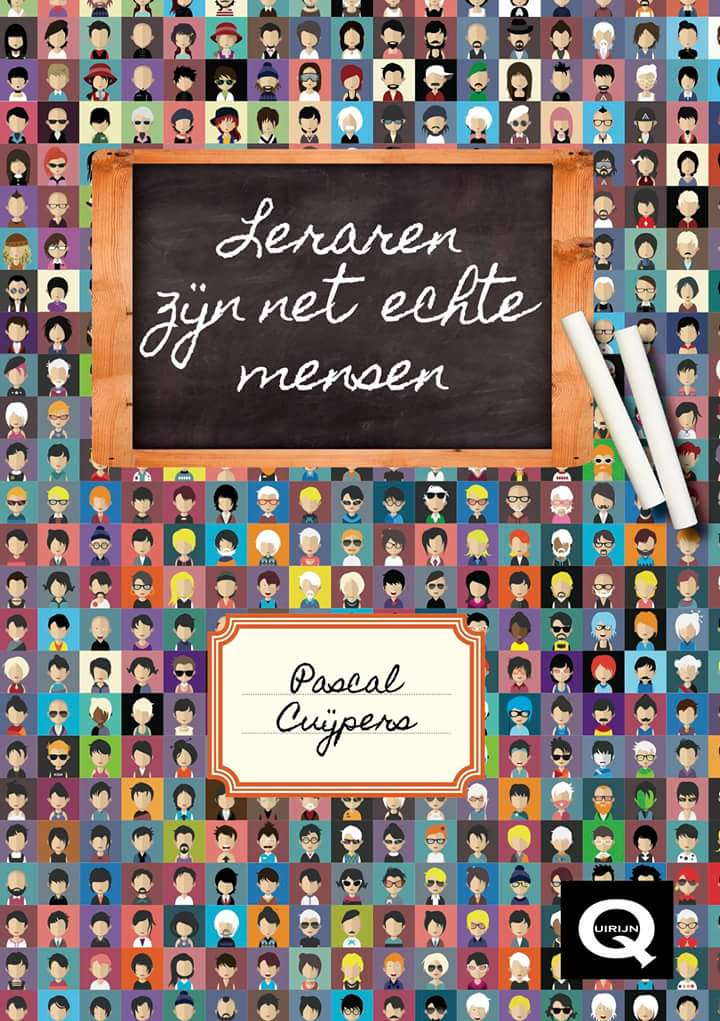 Leraren
zijn net echte
mensen
Pascal
Cuijpers
QUIRIJN